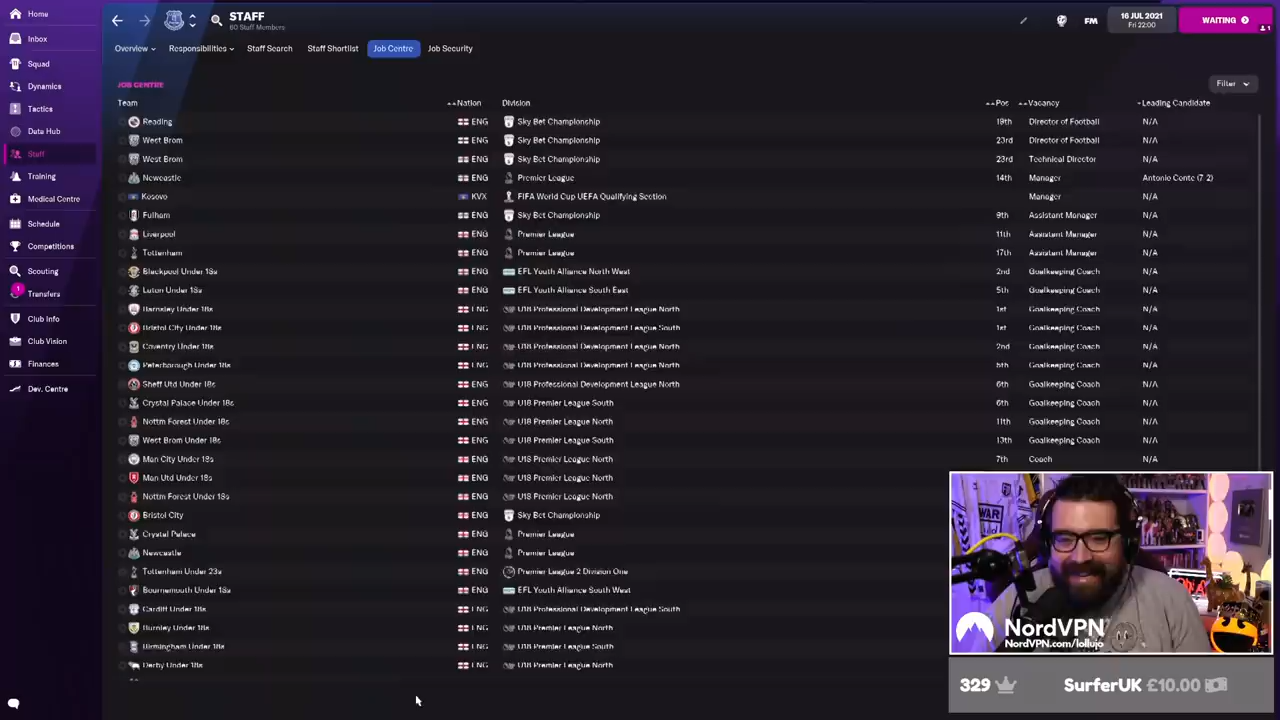 Home
Inbox
Squad
Dynamics
Tactics
Data Hub
Staff
Training
Medical Centre
Schedule
Competitions
Scouting
1
Transfers
Club Info
Club Vision
Finances
Dev. Centre
STAFF
60 Staff Members
FM
16 JUL 2021
Fri 22:00
WAITING
1
Overview Responsibilities Staff Search Staff Shortlist Job Centre Job Security
JOB CENTRE
Filter
Team Nation Division Pos Vacancy Leading Candidate
Reading ENG Sky Bet Championship 19th Director of Football N/A
West Brom ENG Sky Bet Championship 23rd Director of Football N/A
West Brom ENG Sky Bet Championship 23rd Technical Director N/A
Newcastle ENG Premier League 14th Manager Antonio Conte (7/2)
Kosovo KVX FIFA World Cup UEFA Qualifying Section Manager N/A
Fulham ENG Sky Bet Championship 9th Assistant Manager N/A
Liverpool ENG Premier League 11th Assistant Manager N/A
Tottenham ENG Premier League 17th Assistant Manager N/A
Blackpool Under 18s ENG EFL Youth Alliance North West 2nd Goalkeeping Coach N/A
Luton Under 18s ENG EFL Youth Alliance South East 5th Goalkeeping Coach N/A
Barnsley Under 18s ENG U18 Professional Development League North 1st Goalkeeping Coach N/A
Bristol City Under 18s ENG U18 Professional Development League South 1st Goalkeeping Coach N/A
Coventry Under 18s ENG U18 Professional Development League North 2nd Goalkeeping Coach N/A
Peterborough Under 18s ENG U18 Professional Development League North 5th Goalkeeping Coach N/A
Sheff Utd Under 18s ENG U18 Professional Development League North 6th Goalkeeping Coach N/A
Crystal Palace Under 18s ENG U18 Premier League South 6th Goalkeeping Coach N/A
Nottm Forest Under 18s ENG U18 Premier League North 11th Goalkeeping Coach N/A
West Brom Under 18s ENG U18 Premier League South 13th Goalkeeping Coach N/A
Man City Under 18s ENG U18 Premier League North 7th Coach N/A
Man Utd Under 18s ENG U18 Premier League North
Nottm Forest Under 18s ENG U18 Premier League North
Bristol City ENG Sky Bet Championship
Crystal Palace ENG Premier League
Newcastle ENG Premier League
Tottenham Under 23s ENG Premier League 2 Division One
Bournemouth Under 18s ENG EFL Youth Alliance South West
Cardiff Under 18s ENG U18 Professional Development League South
Burnley Under 18s ENG U18 Premier League North
Birmingham Under 18s ENG U18 Premier League South
Derby Under 18s ENG U18 Premier League North
WAR
NordVPN
NordVPN.com/lollujo
329 SurferUK £10.00